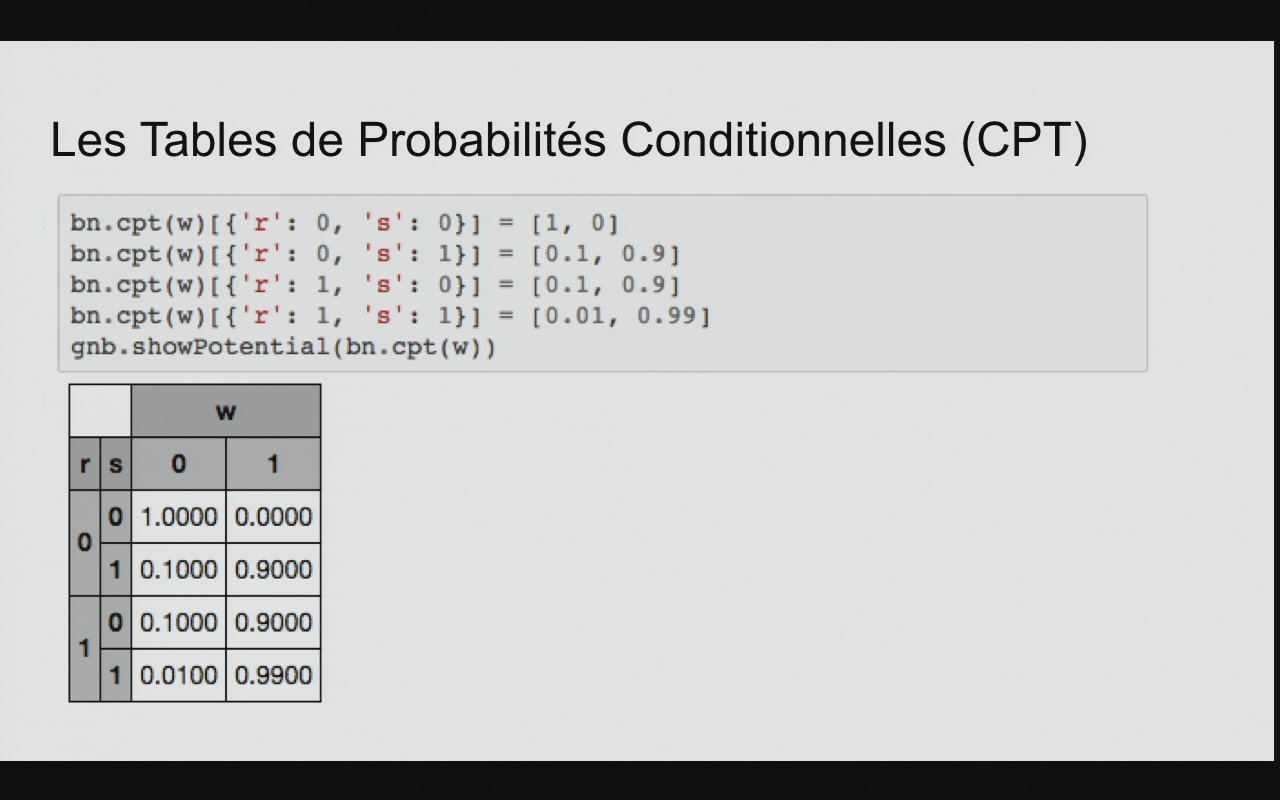 Les Tables de Probabilités Conditionnelles (CPT)
bn.cpt(w)[{'r': 0, 's': 0}] = [1, 0]
bn.cpt(w)[{'r': 0, 's': 1}] = [0.1, 0.9]
bn.cpt(w)[{'r': 1, 's': 0}] = [0.1, 0.9]
bn.cpt(w)[{'r': 1, 's': 1}] = [0.01, 0.99]
gnb.showPotential(bn.cpt(w))
w
r s 0 1
0 0 1.0000 0.0000
1 0.1000 0.9000
1 0 0.1000 0.9000
1 0.0100 0.9900